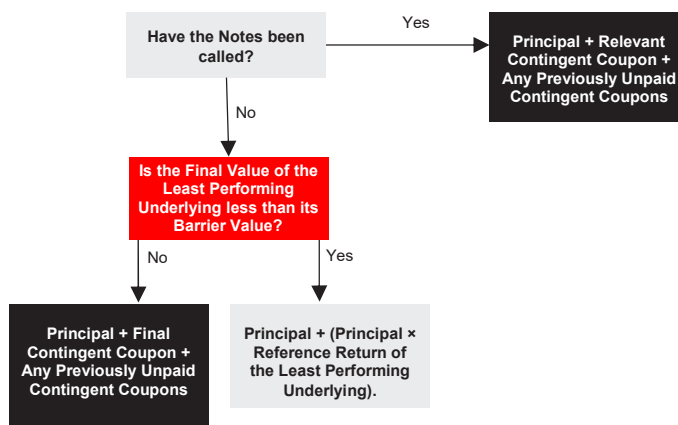 Have the Notes been
called?
Yes
Principal + Relevant
Contingent Coupon +
Any Previously Unpaid
Contingent Coupons
No
Is the Final Value of the
Least Performing
Underlying less than its
Barrier Value?
No
Yes
Principal + Final
Contingent Coupon +
Any Previously Unpaid
Contingent Coupons
Principal + (Principal ×
Reference Return of
the Least Performing
Underlying).